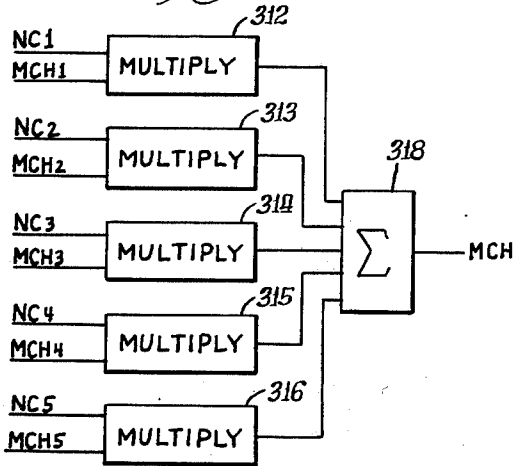 312
NC1
MCH1
MULTIPLY
313
NC2
MCH2
MULTIPLY
318
314
NC3
MCH3
MULTIPLY
Σ
MCH
315
NC4
MCH4
MULTIPLY
316
NC5
MCH5
MULTIPLY